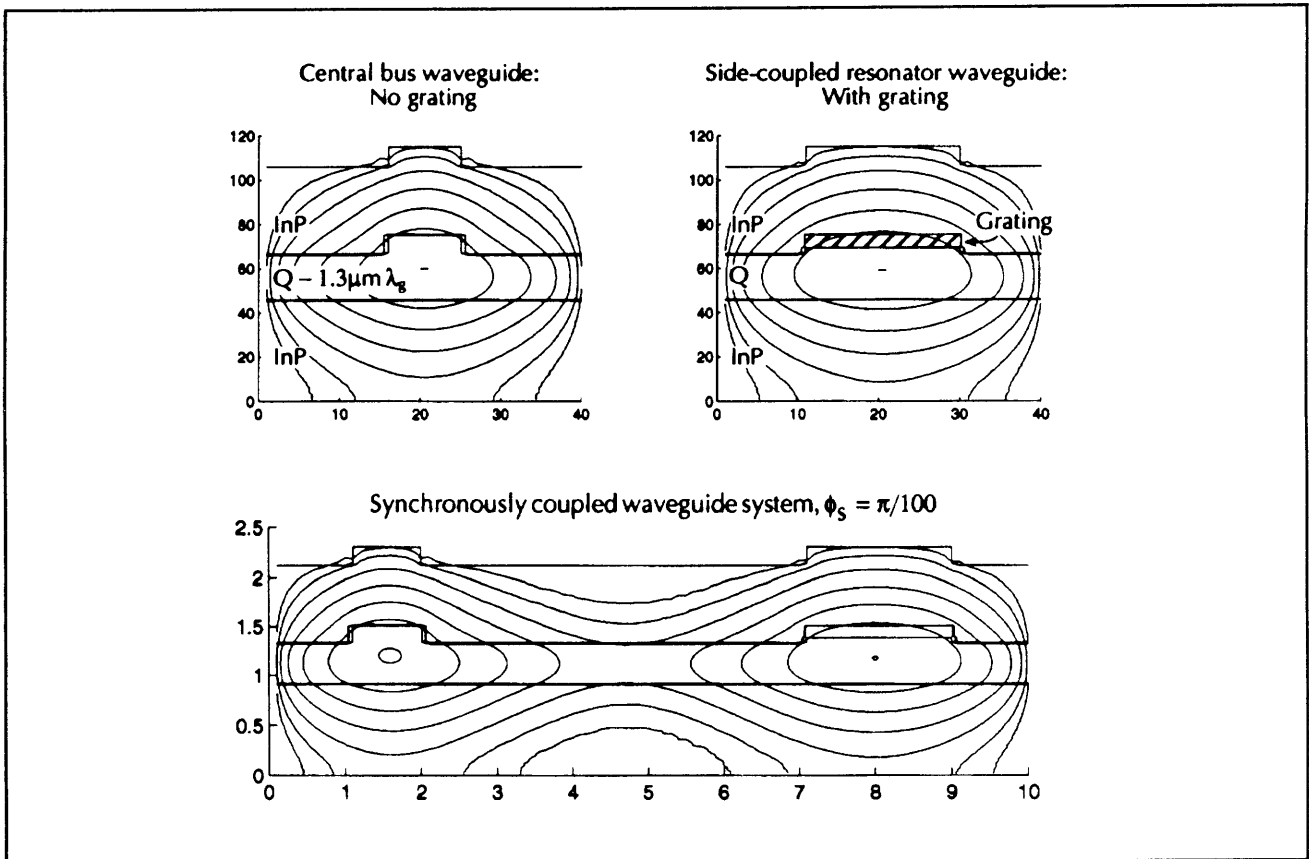 Central bus waveguide:
No grating
Side-coupled resonator waveguide:
With grating
120
100
80
60
40
20
0
0 10 20 30 40
InP
Q – 1.3μm λg
InP
120
100
80
60
40
20
0
0 10 20 30 40
InP
Grating
Q
InP
Synchronously coupled waveguide system, ϕS = π/100
2.5
2
1.5
1
0.5
0
0 1 2 3 4 5 6 7 8 9 10